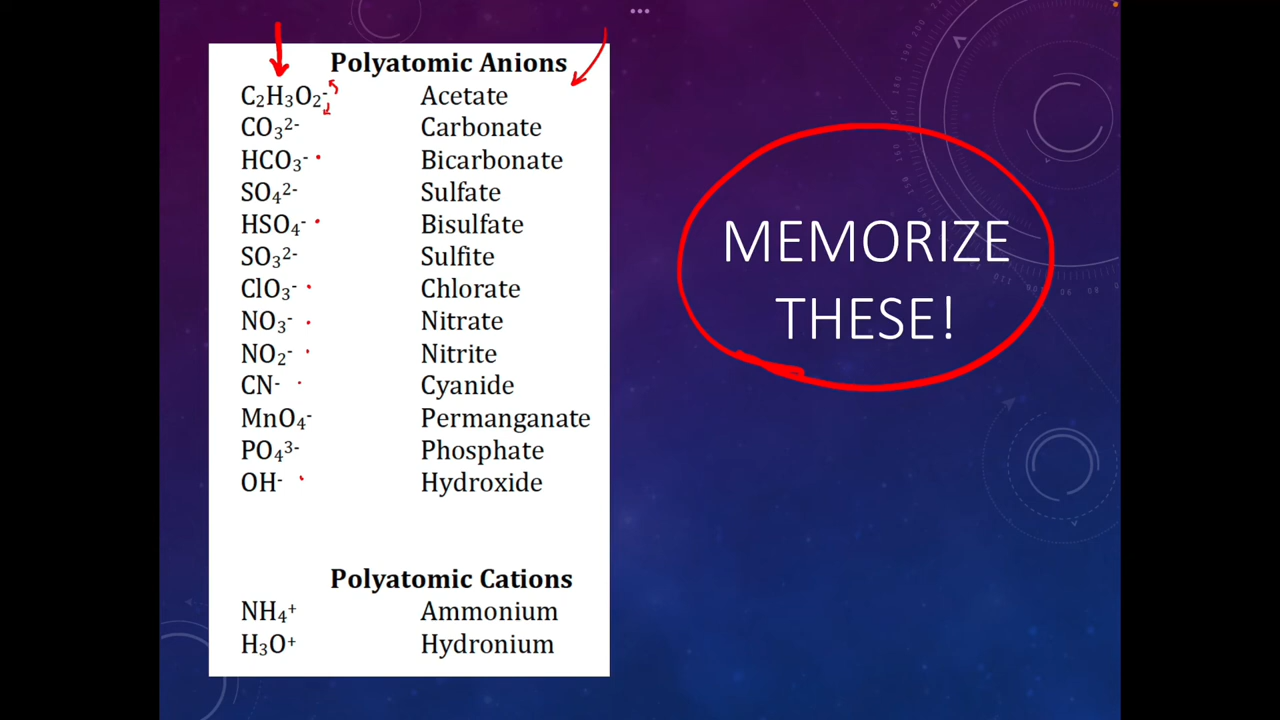 Polyatomic Anions
C₂H₃O₂⁻ Acetate
CO₃²⁻ Carbonate
HCO₃⁻ Bicarbonate
SO₄²⁻ Sulfate
HSO₄⁻ Bisulfate
SO₃²⁻ Sulfite
ClO₃⁻ Chlorate
NO₃⁻ Nitrate
NO₂⁻ Nitrite
CN⁻ Cyanide
MnO₄⁻ Permanganate
PO₄³⁻ Phosphate
OH⁻ Hydroxide
Polyatomic Cations
NH₄⁺ Ammonium
H₃O⁺ Hydronium
MEMORIZE
THESE!